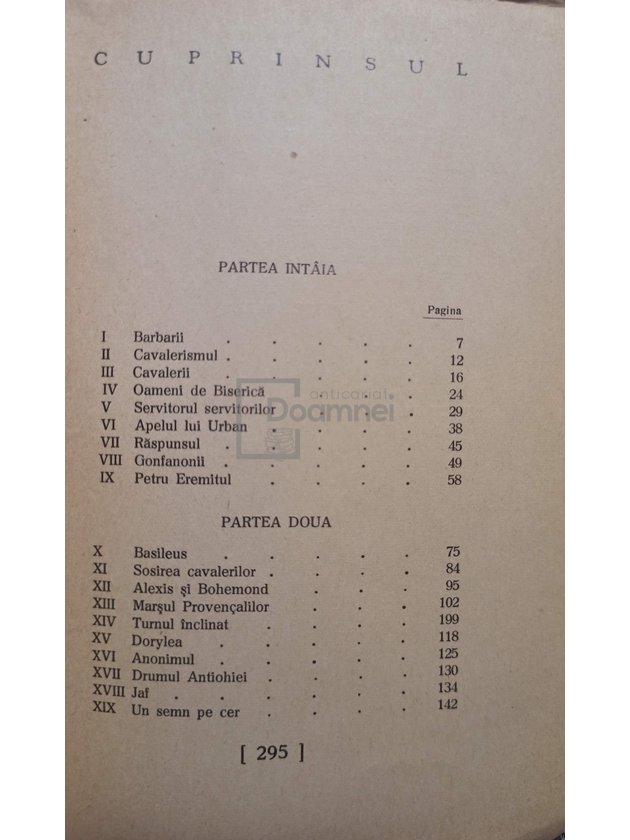 CUPRINSUL
PARTEA INTÂIA
Pagina
I Barbarii . . . . . 7
II Cavalerismul . . . . . 12
III Cavalerii . . . . . 16
IV Oameni de Biserică . . 24
V Servitorul servitorilor . . . 29
VI Apelul lui Urban . . . . 38
VII Răspunsul . . . . . 45
VIII Gonfanonii . . . . . 49
IX Petru Eremitul . . . . 58
anticariat
Doamnei
PARTEA DOUA
X Basileus . . . . . 75
XI Sosirea cavalerilor . . . . 84
XII Alexis și Bohemond . . . 95
XIII Marșul Provençalilor . . . 102
XIV Turnul înclinat . . . . 199
XV Dorylea . . . . . 118
XVI Anonimul . . . . . 125
XVII Drumul Antiohiei . . . . 130
XVIII Jaf . . . . . . 134
XIX Un semn pe cer . . . . 142
[ 295 ]